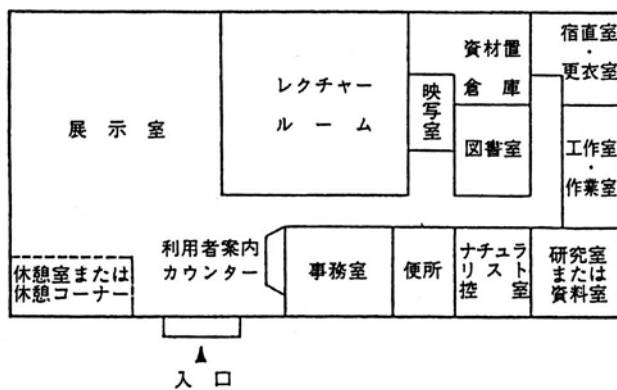 展示室
レクチャー
ルーム
映写室
資材置
倉庫
図書室
宿直室
・
更衣室
工作室
・
作業室
休憩室または
休憩コーナー
利用者案内
カウンター
事務室
便所
ナチュラ
リスト
控室
研究室
または
資料室
入口